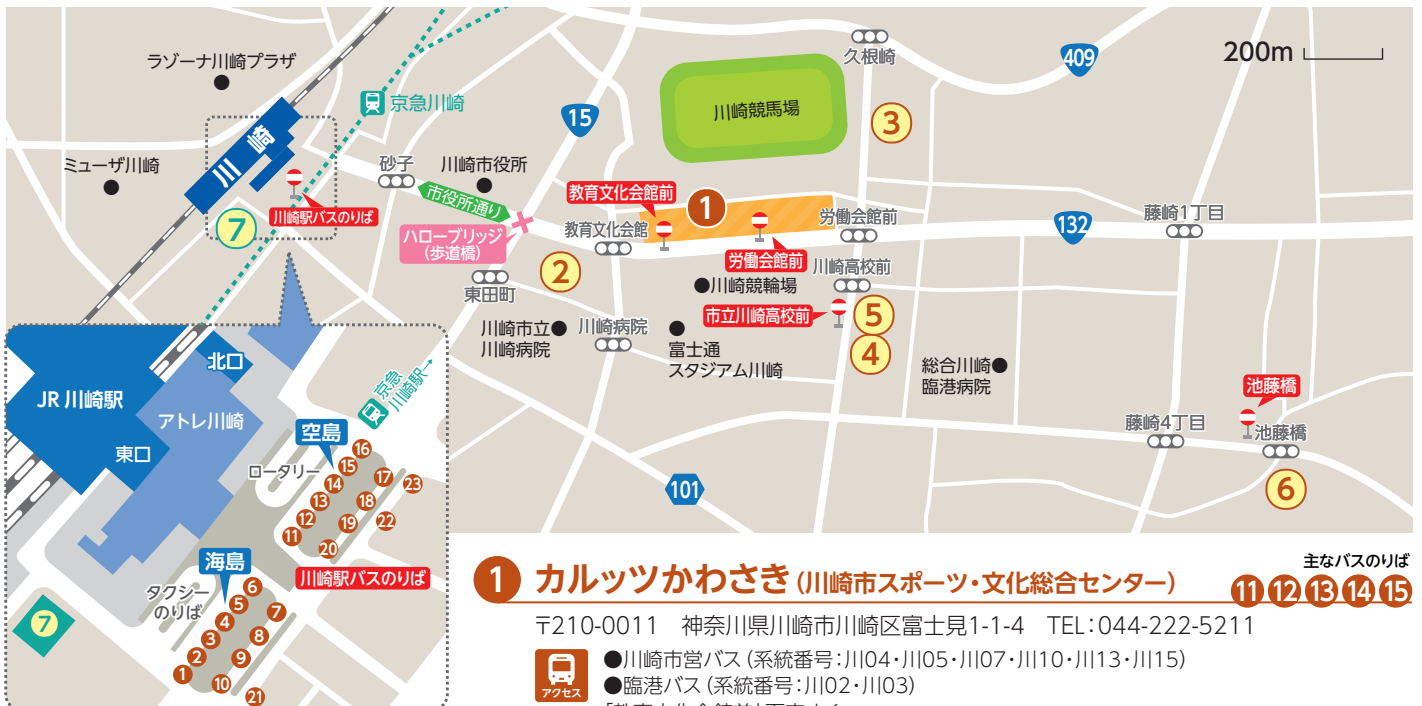 ラゾーナ川崎プラザ
ミューザ川崎
川崎
京急川崎
7
川崎駅バスのりば
砂子
川崎市役所
市役所通り
ハローブリッジ
(歩道橋)
15
東田町
教育文化会館前
教育文化会館
1
2
川崎競馬場
久根崎
409
200m
3
労働会館前
労働会館前
132
藤崎1丁目
川崎競輪場
川崎高校前
市立川崎高校前
5
4
川崎市立
川崎病院
川崎病院
富士通
スタジアム川崎
総合川崎
臨港病院
池藤橋
藤崎4丁目
池藤橋
6
101
JR 川崎駅
北口
アトレ川崎
東口
京急
川崎駅→
空島
ロータリー
16
15
14
13
12
11
17
18
19
20
23
22
海島
タクシー
のりば
川崎駅バスのりば
6
5
4
3
2
1
7
8
9
10
21
7
1 カルッツかわさき (川崎市スポーツ・文化総合センター)
主なバスのりば
11 12 13 14 15
〒210-0011 神奈川県川崎市川崎区富士見1-1-4 TEL:044-222-5211
アクセス
●川崎市営バス (系統番号:川04・川05・川07・川10・川13・川15)
●臨港バス (系統番号:川02・川03)